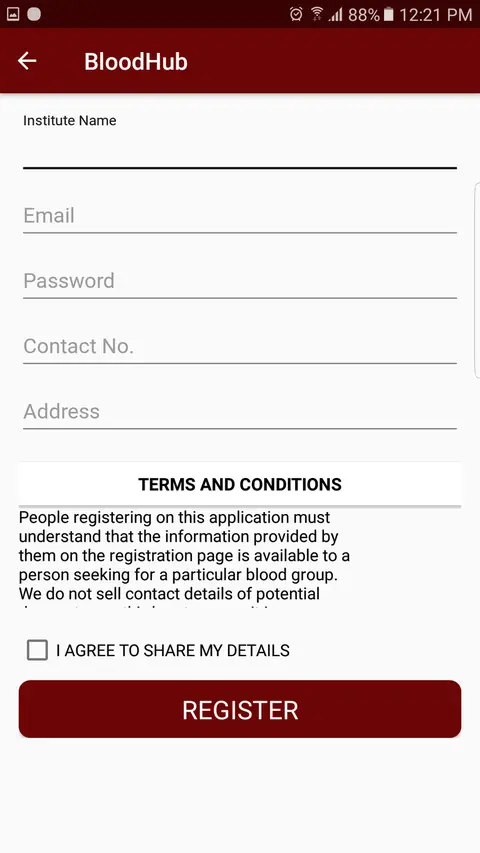 88% 12:21 PM
BloodHub
Institute Name
Email
Password
Contact No.
Address
TERMS AND CONDITIONS
People registering on this application must
understand that the information provided by
them on the registration page is available to a
person seeking for a particular blood group.
We do not sell contact details of potential
I AGREE TO SHARE MY DETAILS
REGISTER